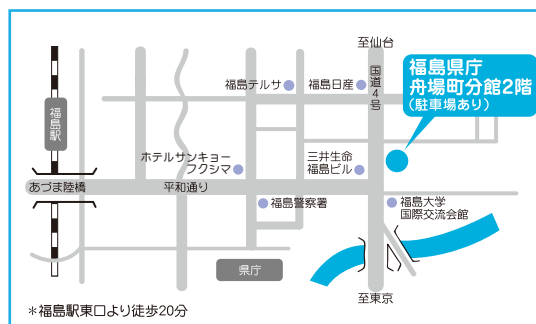 至仙台
福島県庁
舟場町分館2階
（駐車場あり）
福島テルサ
福島日産
国道4号
福島駅
ホテルサンキョー
フクシマ
三井生命
福島ビル
あづま陸橋
平和通り
福島警察署
福島大学
国際交流会館
県庁
至東京
＊福島駅東口より徒歩20分